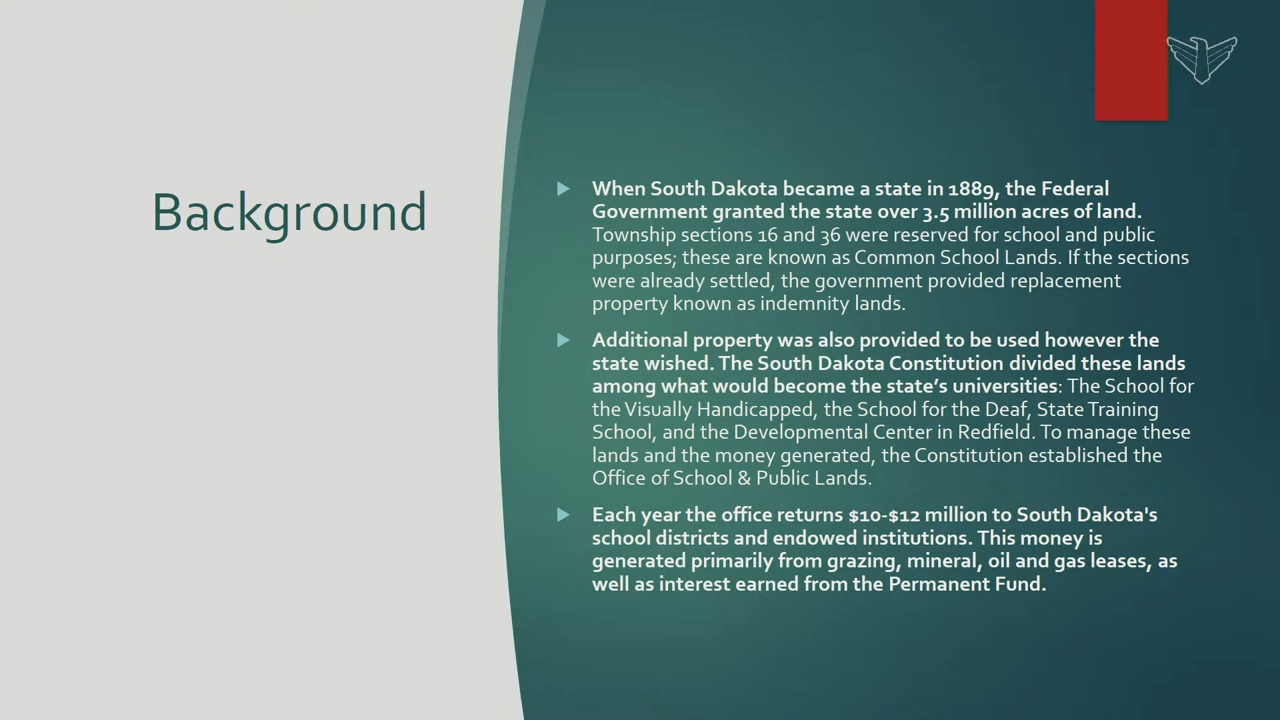 Background
When South Dakota became a state in 1889, the Federal
Government granted the state over 3.5 million acres of land.
Township sections 16 and 36 were reserved for school and public
purposes; these are known as Common School Lands. If the sections
were already settled, the government provided replacement
property known as indemnity lands.
Additional property was also provided to be used however the
state wished. The South Dakota Constitution divided these lands
among what would become the state’s universities: The School for
the Visually Handicapped, the School for the Deaf, State Training
School, and the Developmental Center in Redfield. To manage these
lands and the money generated, the Constitution established the
Office of School & Public Lands.
Each year the office returns $10-$12 million to South Dakota's
school districts and endowed institutions. This money is
generated primarily from grazing, mineral, oil and gas leases, as
well as interest earned from the Permanent Fund.